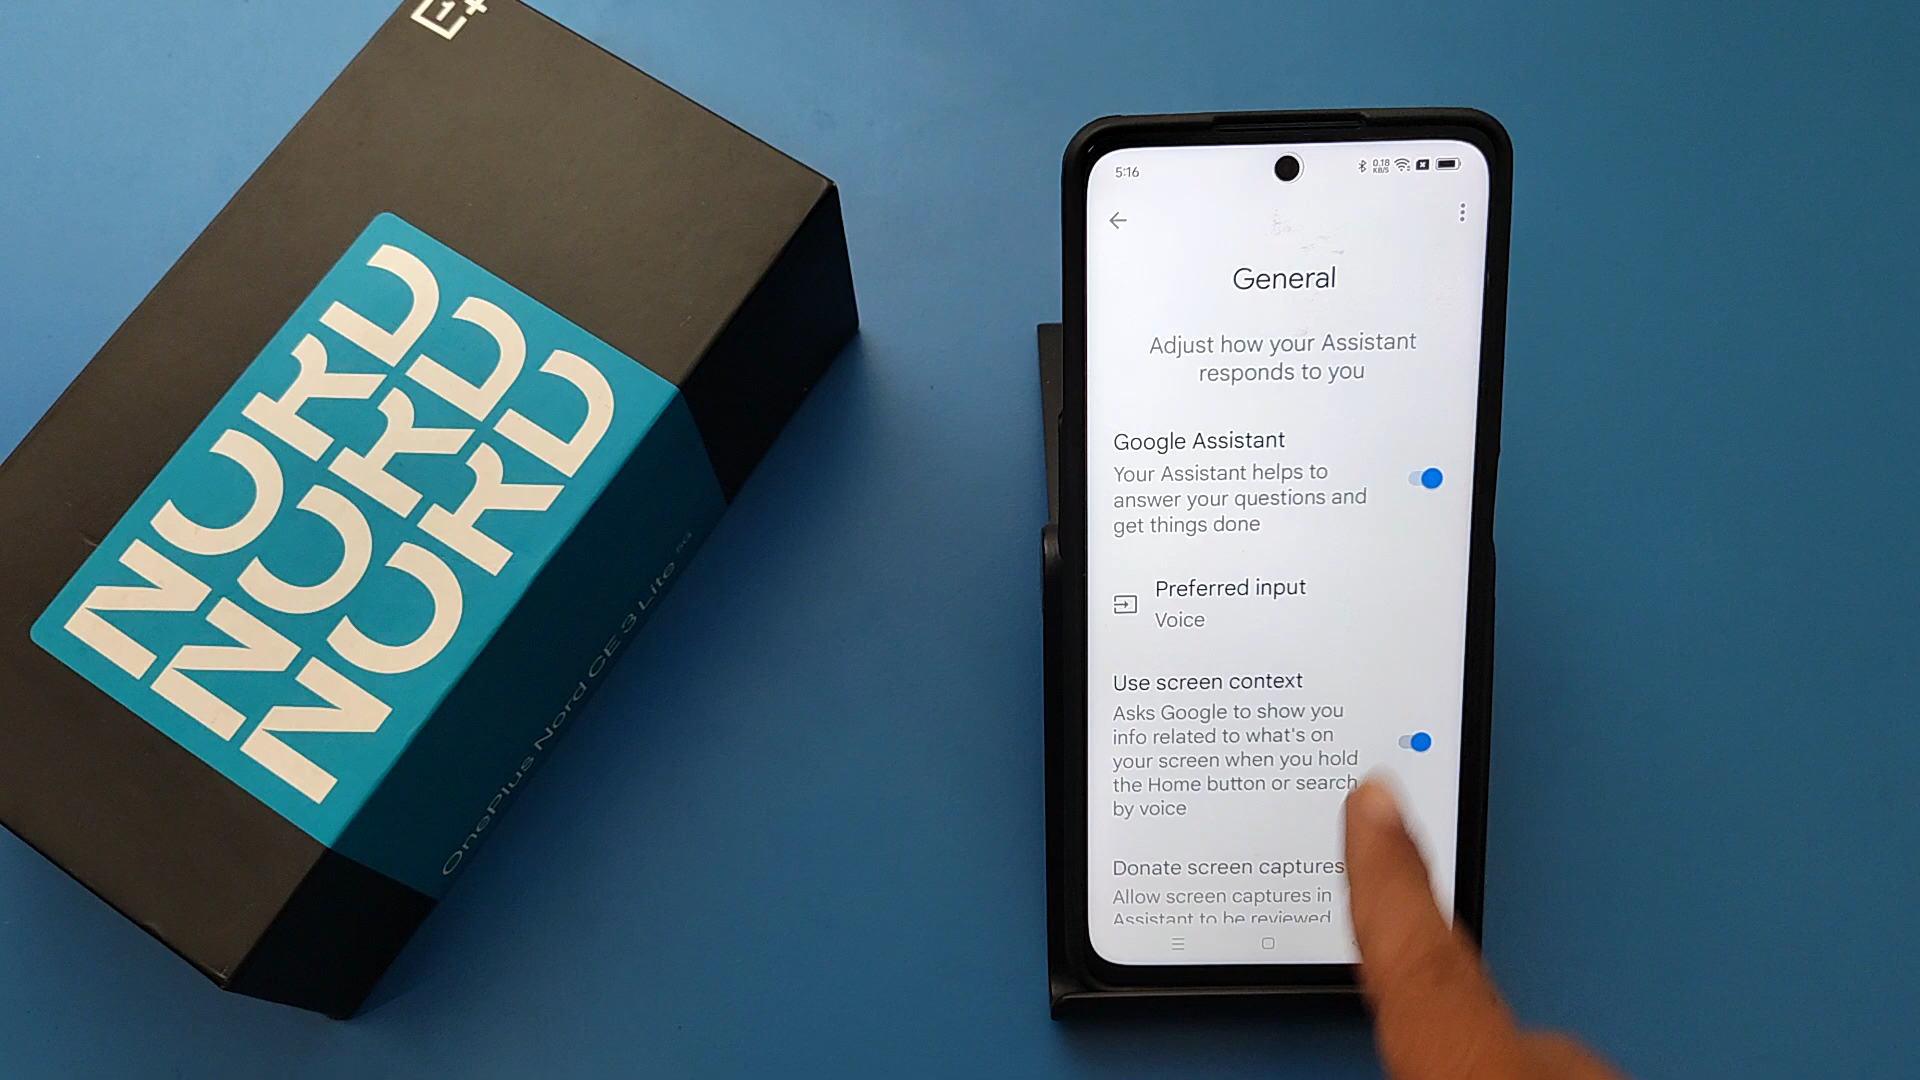 NORD
NORD
NORD
OnePlus Nord CE 3 Lite 5G
5:16
0.18
KB/S
General
Adjust how your Assistant
responds to you
Google Assistant
Your Assistant helps to
answer your questions and
get things done
Preferred input
Voice
Use screen context
Asks Google to show you
info related to what's on
your screen when you hold
the Home button or search
by voice
Donate screen captures
Allow screen captures in
Assistant to be reviewed